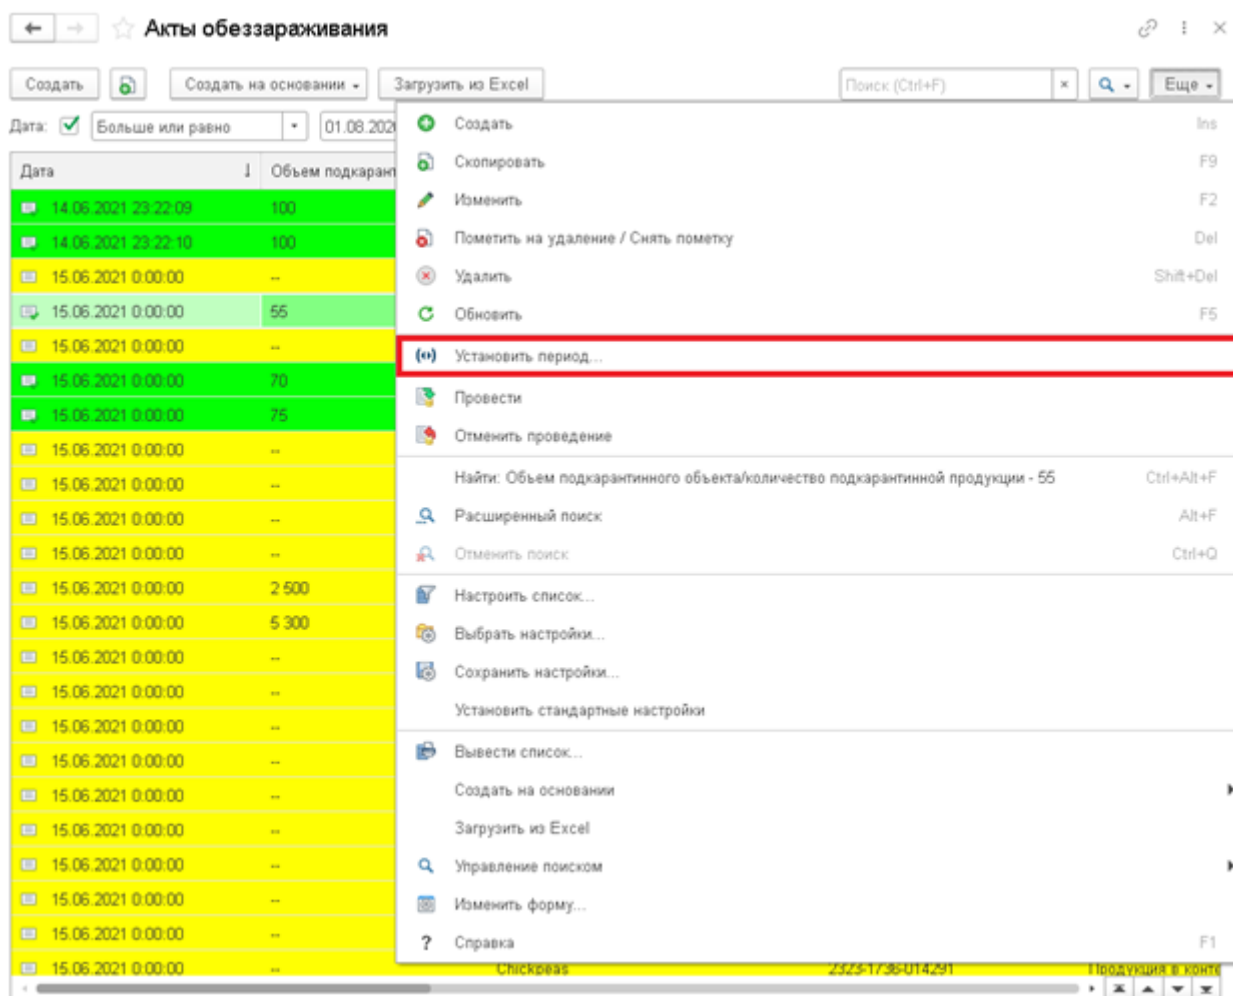 Акты обеззараживания
Создать Создать на основании Загрузить из Excel Поиск (Ctrl+F) × Еще
Дата: Больше или равно 01.08.202
Дата ↓ Объем подкарант
14.06.2021 23:22:09 100
14.06.2021 23:22:10 100
15.06.2021 0:00:00 --
15.06.2021 0:00:00 55
15.06.2021 0:00:00 --
15.06.2021 0:00:00 70
15.06.2021 0:00:00 75
15.06.2021 0:00:00 --
15.06.2021 0:00:00 --
15.06.2021 0:00:00 --
15.06.2021 0:00:00 --
15.06.2021 0:00:00 2 500
15.06.2021 0:00:00 5 300
15.06.2021 0:00:00 --
15.06.2021 0:00:00 --
15.06.2021 0:00:00 --
15.06.2021 0:00:00 --
15.06.2021 0:00:00 --
15.06.2021 0:00:00 --
15.06.2021 0:00:00 --
15.06.2021 0:00:00 --
15.06.2021 0:00:00 --
15.06.2021 0:00:00 -- Chickpeas 2323-1736-014291 Продукция в конте
Создать Ins
Скопировать F9
Изменить F2
Пометить на удаление / Снять пометку Del
Удалить Shift+Del
Обновить F5
Установить период...
Провести
Отменить проведение
Найти: Объем подкарантинного объекта/количество подкарантинной продукции - 55 Ctrl+Alt+F
Расширенный поиск Alt+F
Отменить поиск Ctrl+Q
Настроить список...
Выбрать настройки...
Сохранить настройки...
Установить стандартные настройки
Вывести список...
Создать на основании
Загрузить из Excel
Управление поиском
Изменить форму...
? Справка F1